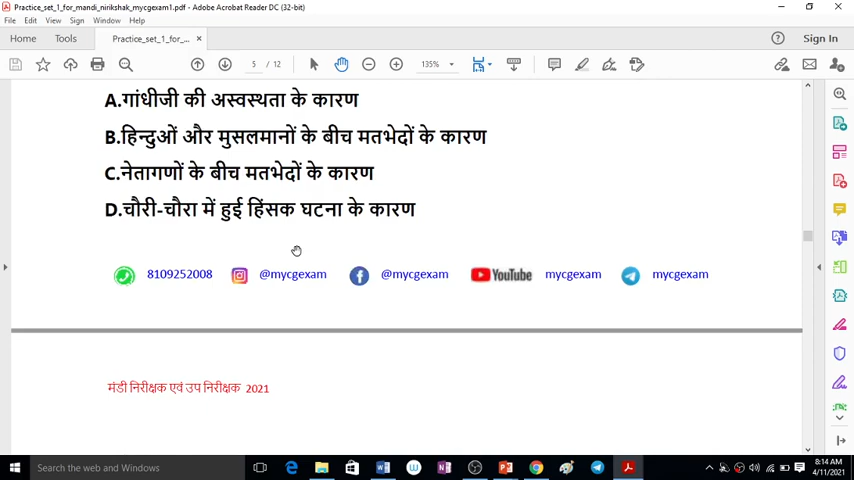 Practice_set_1_for_mandi_nirikshak_mycgexam1.pdf - Adobe Acrobat Reader DC (32-bit)
File Edit View Sign Window Help
Home Tools Practice_set_1_for_... × Sign In
5 / 12 135%
A.गांधीजी की अस्वस्थता के कारण
B.हिन्दुओं और मुसलमानों के बीच मतभेदों के कारण
C.नेतागणों के बीच मतभेदों के कारण
D.चौरी-चौरा में हुई हिंसक घटना के कारण
8109252008 @mycgexam @mycgexam YouTube mycgexam mycgexam
मंडी निरीक्षक एवं उप निरीक्षक 2021
Search the web and Windows
8:14 AM
4/11/2021